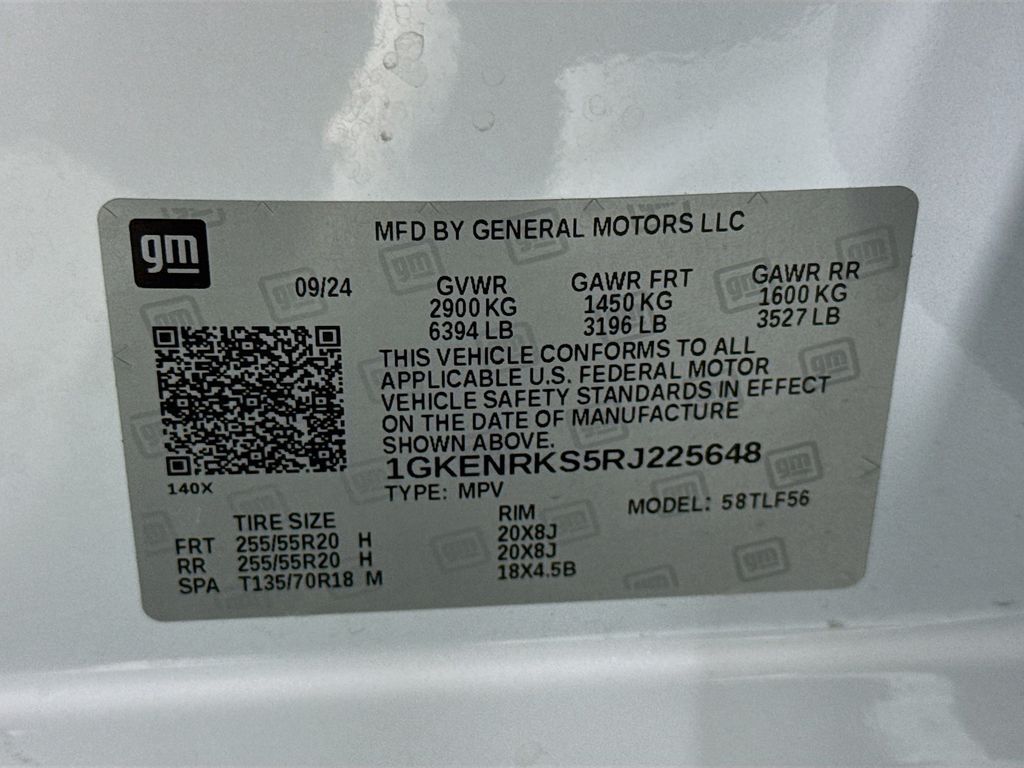 gm
MFD BY GENERAL MOTORS LLC
09/24
GVWR GAWR FRT GAWR RR
2900 KG 1450 KG 1600 KG
6394 LB 3196 LB 3527 LB
THIS VEHICLE CONFORMS TO ALL
APPLICABLE U.S. FEDERAL MOTOR
VEHICLE SAFETY STANDARDS IN EFFECT
ON THE DATE OF MANUFACTURE
SHOWN ABOVE.
1GKENRKS5RJ225648
140X
TYPE: MPV
MODEL: 58TLF56
TIRE SIZE RIM
FRT 255/55R20 H 20X8J
RR 255/55R20 H 20X8J
SPA T135/70R18 M 18X4.5B